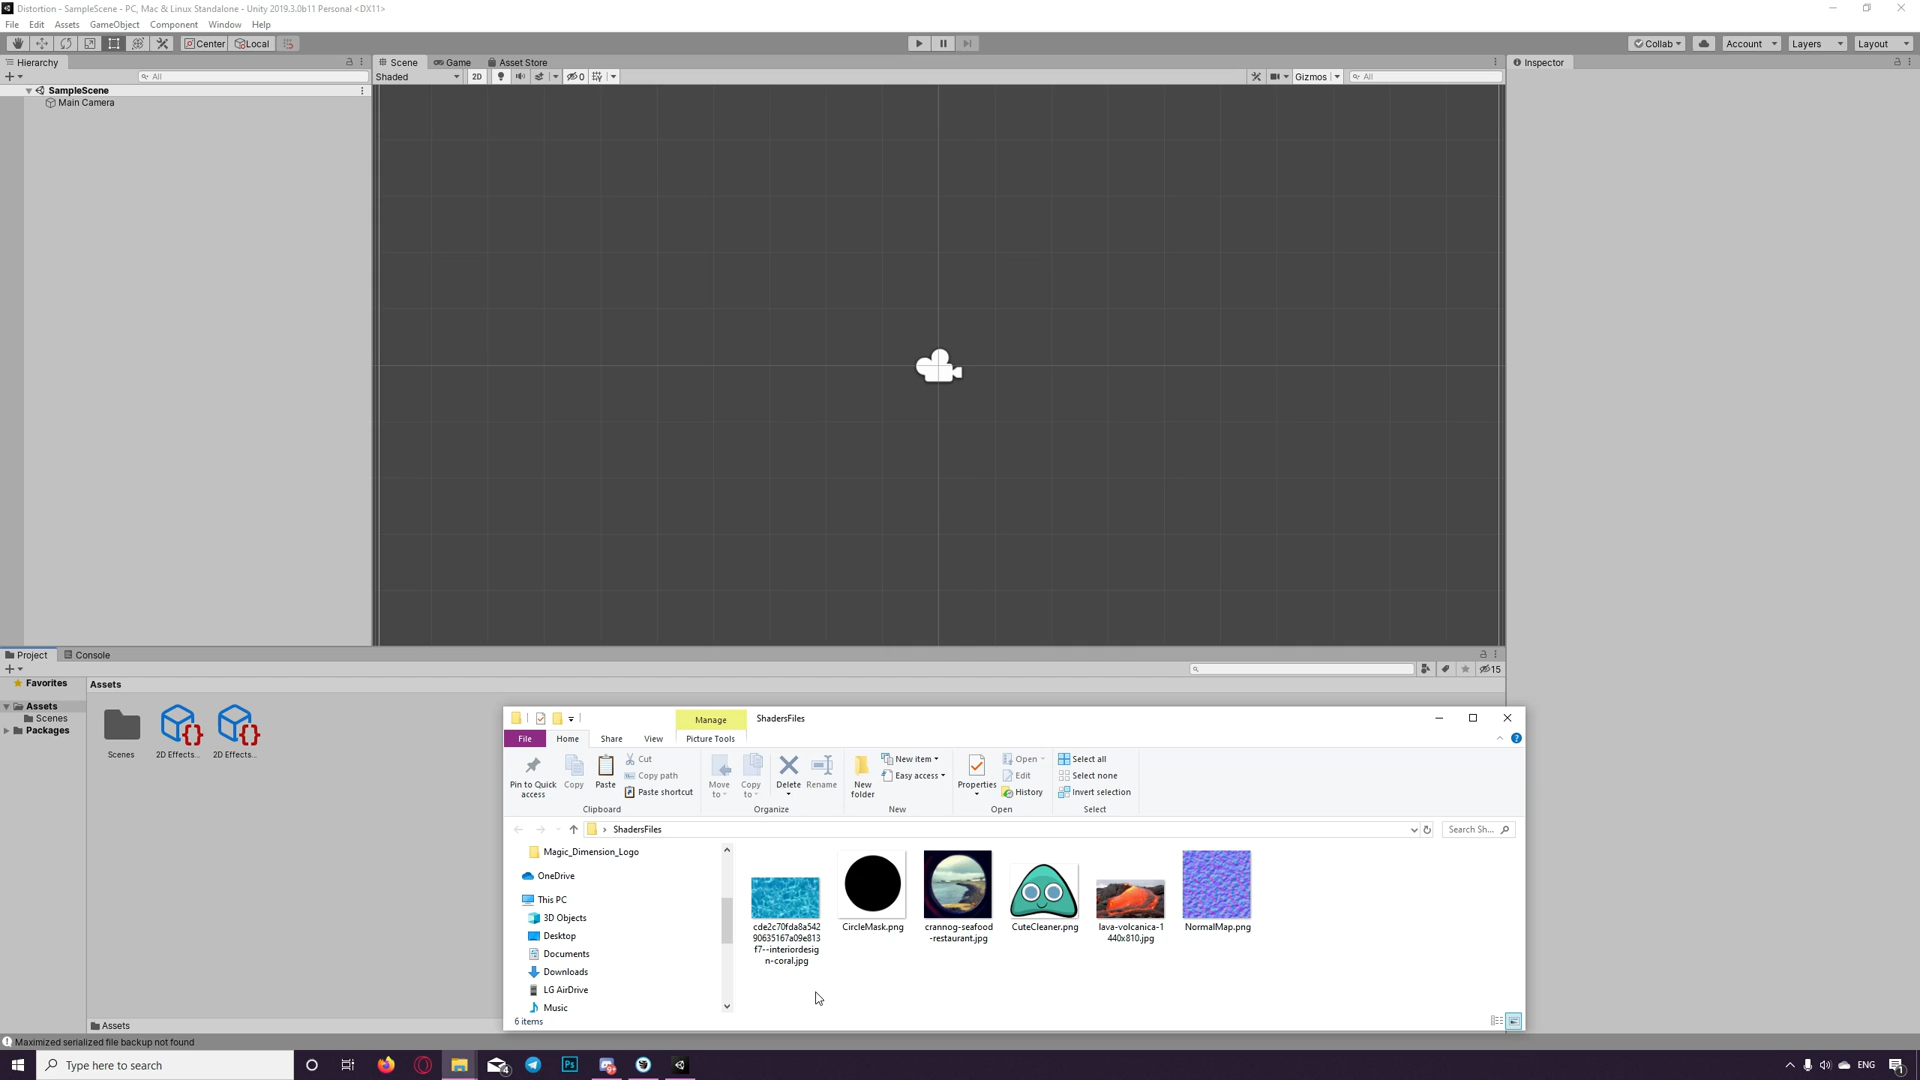 Distortion - SampleScene - PC, Mac & Linux Standalone - Unity 2019.3.0b11 Personal <DX11>
File Edit Assets GameObject Component Window Help
Center Local Collab Account Layers Layout
Hierarchy Scene Game Asset Store Inspector
All Shaded 2D 0 Gizmos All
SampleScene
Main Camera
Project Console
15
Favorites Assets
Assets
Scenes
Packages
Scenes 2D Effects... 2D Effects...
Assets
Maximized serialized file backup not found
Manage ShadersFiles
File Home Share View Picture Tools
Pin to Quick access
Copy
Paste
Cut
Copy path
Paste shortcut
Clipboard
Move to
Copy to
Delete
Rename
Organize
New folder
New item
Easy access
New
Properties
Open
Edit
History
Open
Select all
Select none
Invert selection
Select
ShadersFiles Search Sh...
Magic_Dimension_Logo
OneDrive
This PC
3D Objects
Desktop
Documents
Downloads
LG AirDrive
Music
6 items
cde2c70fda8a542
90635167a09e813
f7--interiordesig
n-coral.jpg
CircleMask.png
crannog-seafood
-restaurant.jpg
CuteCleaner.png
lava-volcanica-1
440x810.jpg
NormalMap.png
Type here to search
4
Ps
ENG
1